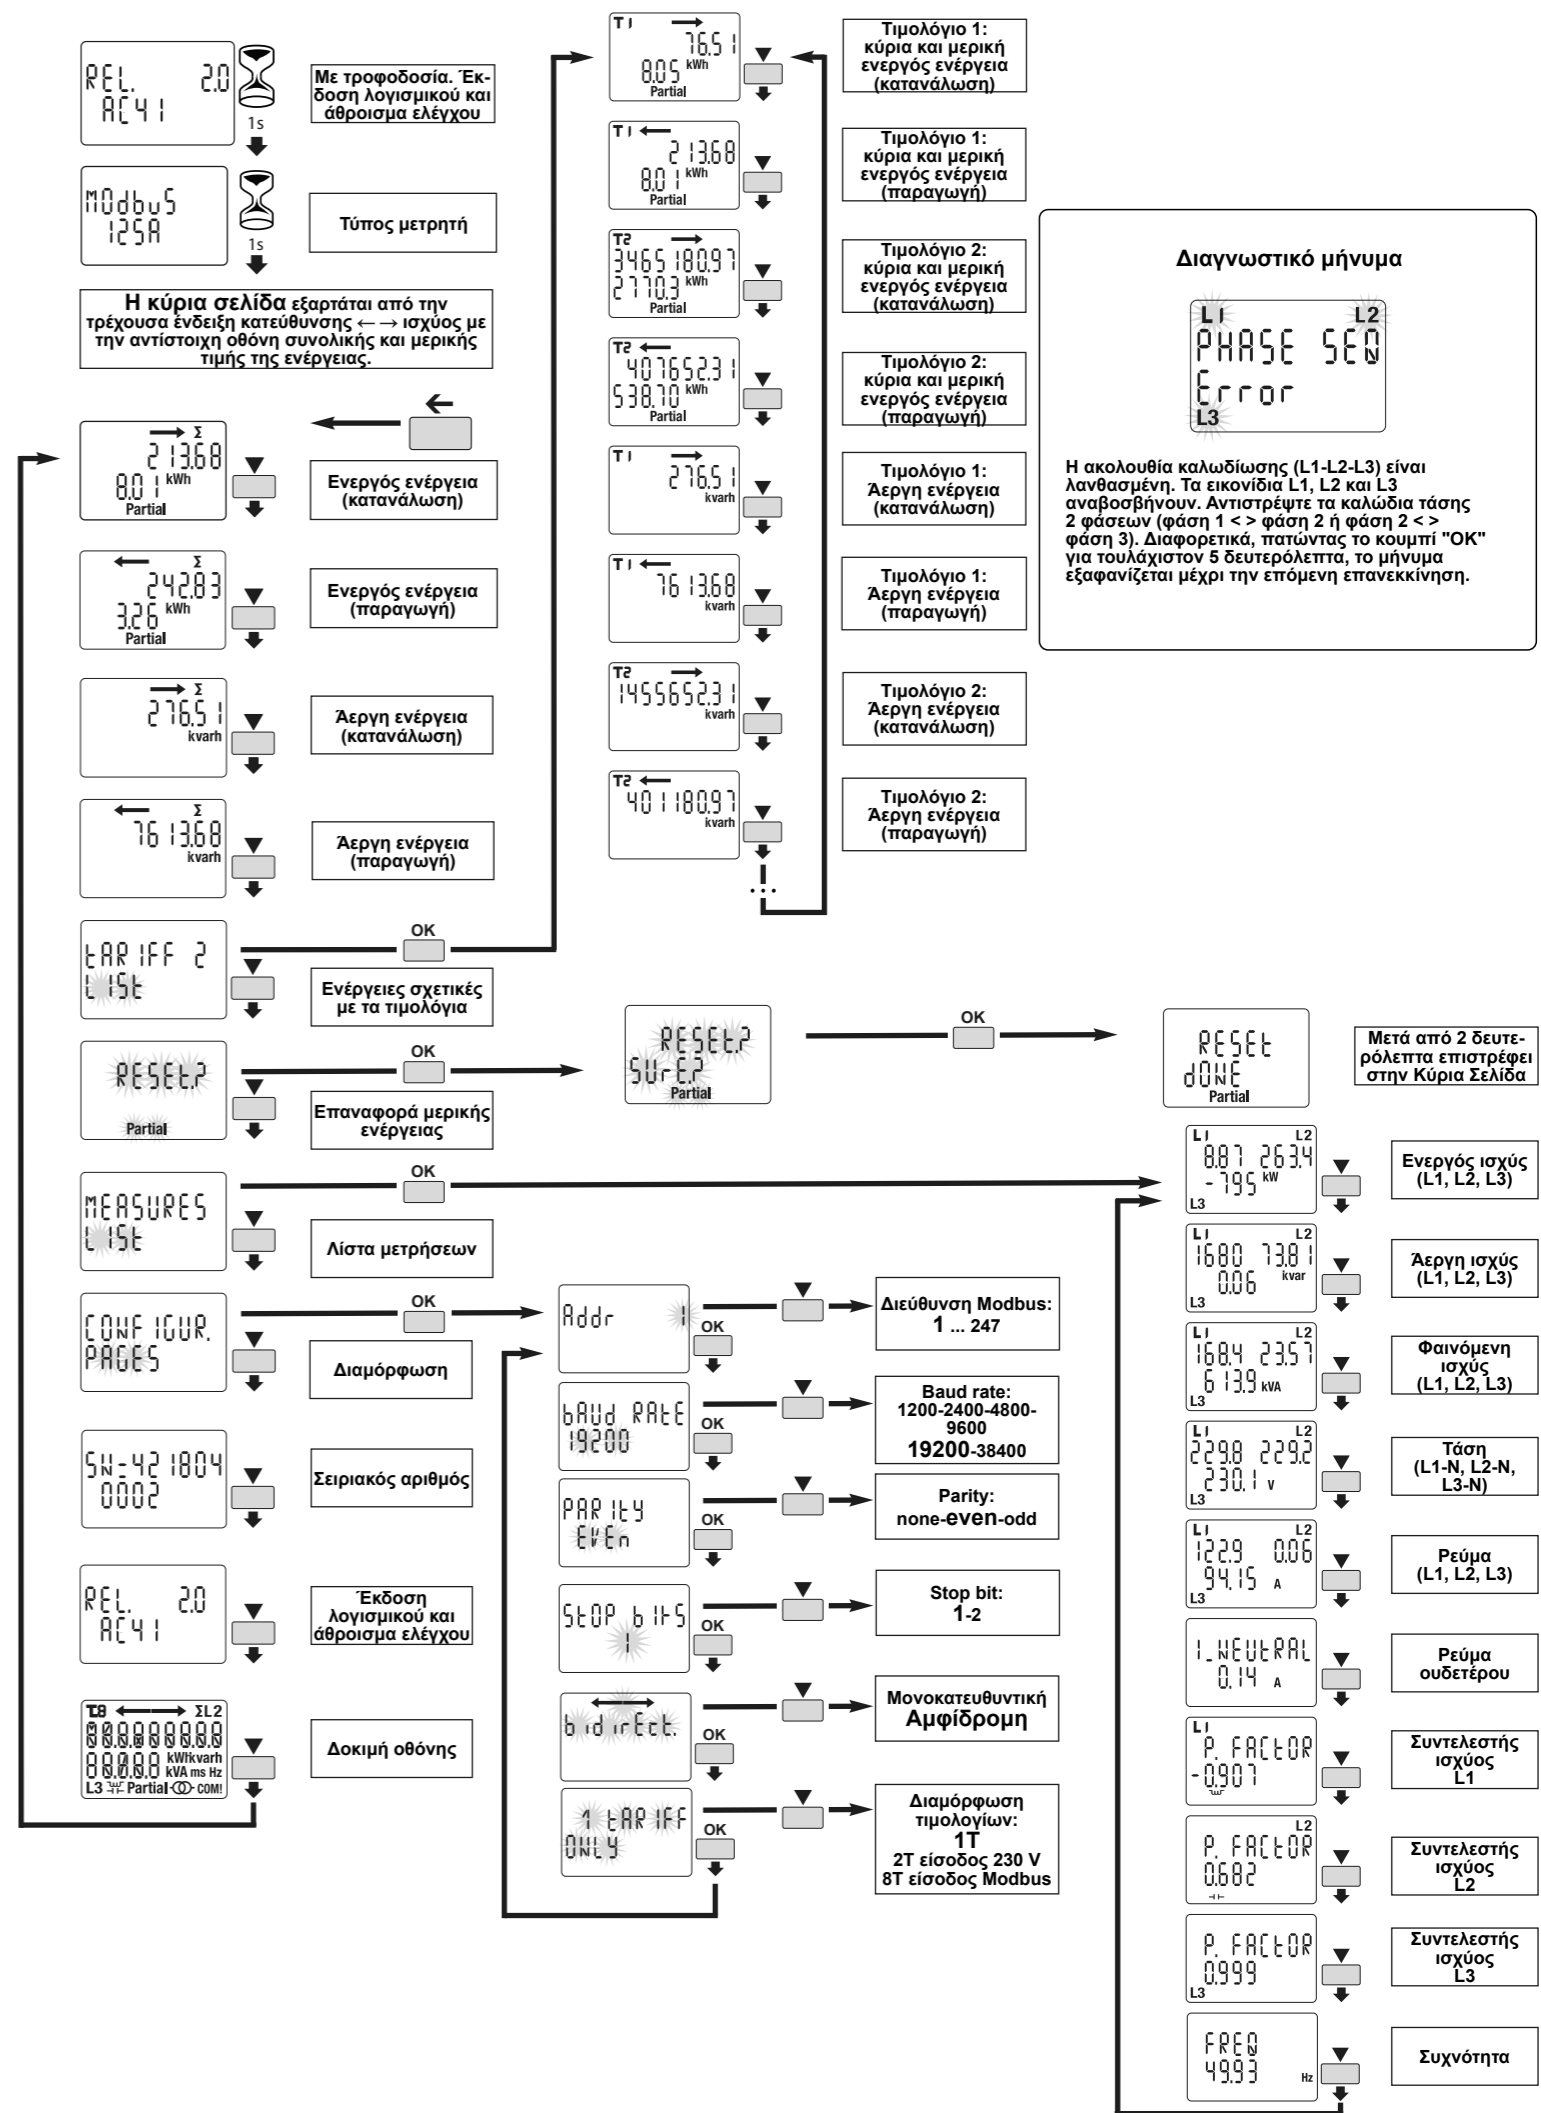 REL. 2.0
AC41
1s
Με τροφοδοσία. Έκ-
δοση λογισμικού και
άθροισμα ελέγχου
MOdbuS
125A
1s
Τύπος μετρητή
Η κύρια σελίδα εξαρτάται από την
τρέχουσα ένδειξη κατεύθυνσης ←→ ισχύος με
την αντίστοιχη οθόνη συνολικής και μερικής
τιμής της ενέργειας.
→ Σ
213.68
8.01 kWh
Partial
Ενεργός ενέργεια
(κατανάλωση)
← Σ
242.83
3.26 kWh
Partial
Ενεργός ενέργεια
(παραγωγή)
→ Σ
276.51
kvarh
Άεργη ενέργεια
(κατανάλωση)
← Σ
7613.68
kvarh
Άεργη ενέργεια
(παραγωγή)
tARIFF 2
LISt
OK
Ενέργειες σχετικές
με τα τιμολόγια
RESEt.?
Partial
OK
Επαναφορά μερικής
ενέργειας
RESEt.?
SUrE.?
Partial
OK
RESEt
dONE
Partial
Μετά από 2 δευτε-
ρόλεπτα επιστρέφει
στην Κύρια Σελίδα
MEASURES
LISt
OK
Λίστα μετρήσεων
CONFIGUR.
PAGES
OK
Διαμόρφωση
SN-421804
0002
Σειριακός αριθμός
REL. 2.0
AC41
Έκδοση
λογισμικού και
άθροισμα ελέγχου
T8 ←→ ΣL2
kWhkvarh
kVA ms Hz
L3 Partial COM!
Δοκιμή οθόνης
T1 →
76.51
8.05 kWh
Partial
Τιμολόγιο 1:
κύρια και μερική
ενεργός ενέργεια
(κατανάλωση)
T1 ←
213.68
8.01 kWh
Partial
Τιμολόγιο 1:
κύρια και μερική
ενεργός ενέργεια
(παραγωγή)
T2 →
3465180.97
2770.3 kWh
Partial
Τιμολόγιο 2:
κύρια και μερική
ενεργός ενέργεια
(κατανάλωση)
T2 ←
407652.31
538.70 kWh
Partial
Τιμολόγιο 2:
κύρια και μερική
ενεργός ενέργεια
(παραγωγή)
T1 →
276.51
kvarh
Τιμολόγιο 1:
Άεργη ενέργεια
(κατανάλωση)
T1 ←
7613.68
kvarh
Τιμολόγιο 1:
Άεργη ενέργεια
(παραγωγή)
T2 →
1455652.31
kvarh
Τιμολόγιο 2:
Άεργη ενέργεια
(κατανάλωση)
T2 ←
401180.97
kvarh
Τιμολόγιο 2:
Άεργη ενέργεια
(παραγωγή)
...
Διαγνωστικό μήνυμα
L1 L2
PHASE SEQ
Error
L3
Η ακολουθία καλωδίωσης (L1-L2-L3) είναι
λανθασμένη. Τα εικονίδια L1, L2 και L3
αναβοσβήνουν. Αντιστρέψτε τα καλώδια τάσης
2 φάσεων (φάση 1 < > φάση 2 ή φάση 2 < >
φάση 3). Διαφορετικά, πατώντας το κουμπί "OK"
για τουλάχιστον 5 δευτερόλεπτα, το μήνυμα
εξαφανίζεται μέχρι την επόμενη επανεκκίνηση.
Addr 1
OK
Διεύθυνση Modbus:
1 ... 247
bAUd RAtE
19200
OK
Baud rate:
1200-2400-4800-
9600
19200-38400
PARItY
EVEn
OK
Parity:
none-even-odd
StOP bItS
1
OK
Stop bit:
1-2
bidirEct.
OK
Μονοκατευθυντική
Αμφίδρομη
1 tARIFF
ONLY
OK
Διαμόρφωση
τιμολογίων:
1T
2T είσοδος 230 V
8T είσοδος Modbus
L1 L2
8.87 263.4
-795 kW
L3
Ενεργός ισχύς
(L1, L2, L3)
L1 L2
1680 73.81
0.06 kvar
L3
Άεργη ισχύς
(L1, L2, L3)
L1 L2
168.4 23.57
613.9 kVA
L3
Φαινόμενη
ισχύς
(L1, L2, L3)
L1 L2
229.8 229.2
230.1 V
L3
Τάση
(L1-N, L2-N,
L3-N)
L1 L2
122.9 0.06
94.15 A
L3
Ρεύμα
(L1, L2, L3)
I_NEUtRAL
0.14 A
Ρεύμα
ουδετέρου
L1
P. FACtOR
-0.907
Συντελεστής
ισχύος
L1
L2
P. FACtOR
0.682
Συντελεστής
ισχύος
L2
P. FACtOR
0.999
L3
Συντελεστής
ισχύος
L3
FREQ
49.93 Hz
Συχνότητα